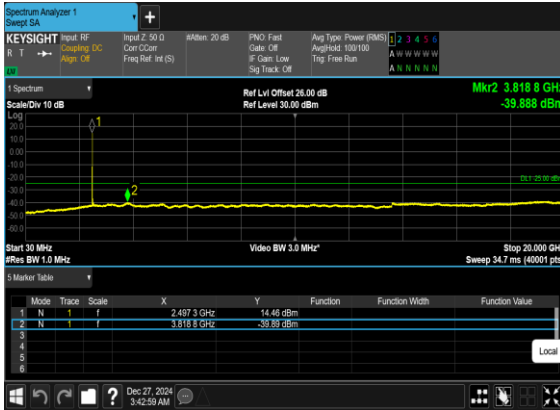 Spectrum Analyzer 1
Swept SA
+
KEYSIGHT Input: RF Input Z: 50 Ω #Atten: 20 dB PNO: Fast Avg Type: Power (RMS) 1 2 3 4 5 6
R T Coupling: DC Corr CCorr Gate: Off Avg|Hold: 100/100 A W W W W W
Align: Off Freq Ref: Int (S) IF Gain: Low Trig: Free Run
Sig Track: Off A N N N N N
1 Spectrum Ref Lvl Offset 26.00 dB Mkr2 3.818 8 GHz
Scale/Div 10 dB Ref Level 30.00 dBm -39.888 dBm
Log
20.0
10.0
0.00
-10.0
-20.0
-30.0
-40.0
-50.0
-60.0
1
2
Start 30 MHz Video BW 3.0 MHz* Stop 20.000 GHz
#Res BW 1.0 MHz Sweep 34.7 ms (40001 pts)
5 Marker Table
Mode Trace Scale X Y Function Function Width Function Value
1 N 1 f 2.497 3 GHz 14.46 dBm
2 N 1 f 3.818 8 GHz -39.89 dBm
3
4
5
6
Local
Dec 27, 2024
3:42:59 AM